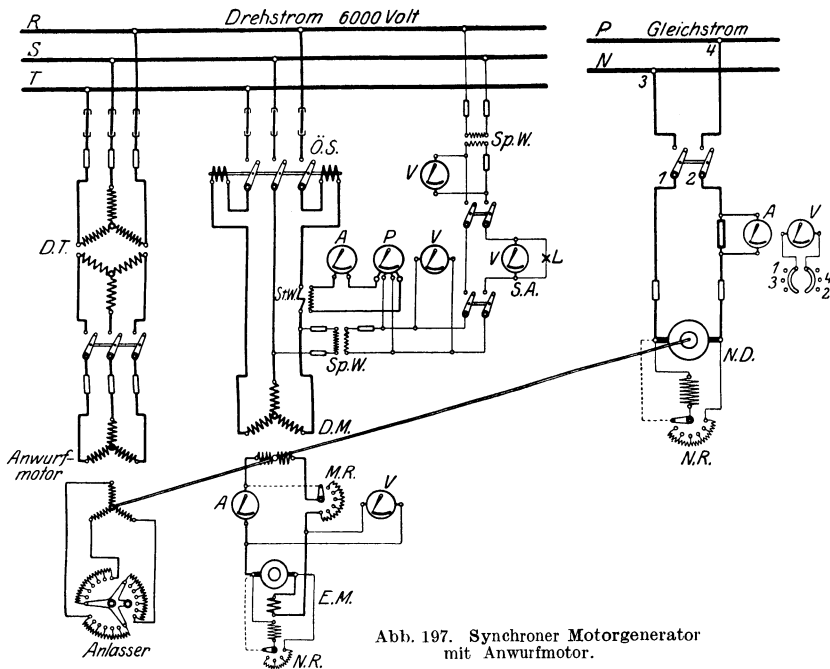 R Drehstrom 6000 Volt
S
T
P Gleichstrom
N 4
3
Sp.W.
Ö.S.
V
1 2
A V
D.T.
A P V
V L
S.A.
1 4
3 2
St.W.
Sp.W.
N.D.
D.M.
Anwurf-
motor
N.R.
M.R.
A V
E.M.
Anlasser
N.R.
Abb. 197. Synchroner Motorgenerator
mit Anwurfmotor.